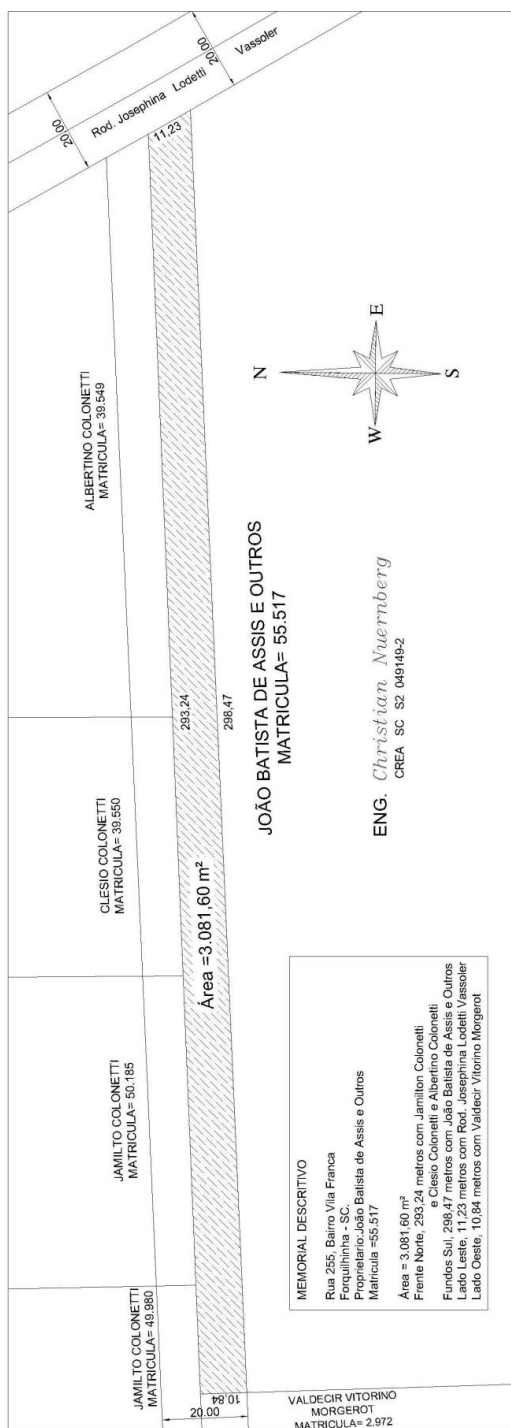 20.00
Rod. Josephina Lodetti Vassoler
20.00
11,23
ALBERTINO COLONETTI
MATRICULA= 39.549
CLESIO COLONETTI
MATRICULA= 39.550
JAMILTO COLONETTI
MATRICULA= 50.185
JAMILTO COLONETTI
MATRICULA= 49.980
293,24
298,47
Área =3.081,60 m²
10,84
20.00
VALDECIR VITORINO
MORGEROT
MATRICULA= 2.972
JOÃO BATISTA DE ASSIS E OUTROS
MATRICULA= 55.517
N
E
S
W
ENG. Christian Nuernberg
CREA SC S2 049149-2
MEMORIAL DESCRITIVO
Rua 255, Bairro Vila Franca
Forquilhinha - SC.
Proprietario:João Batista de Assis e Outros
Matricula =55.517
Área = 3.081,60 m²
Frente Norte, 293,24 metros com Jamilton Colonetti
e Clesio Colonetti e Albertino Colonetti
Fundos Sul, 298,47 metros com João Batista de Assis e Outros
Lado Leste, 11,23 metros com Rod. Josephina Lodetti Vassoler
Lado Oeste, 10,84 metros com Valdecir Vitorino Morgerot